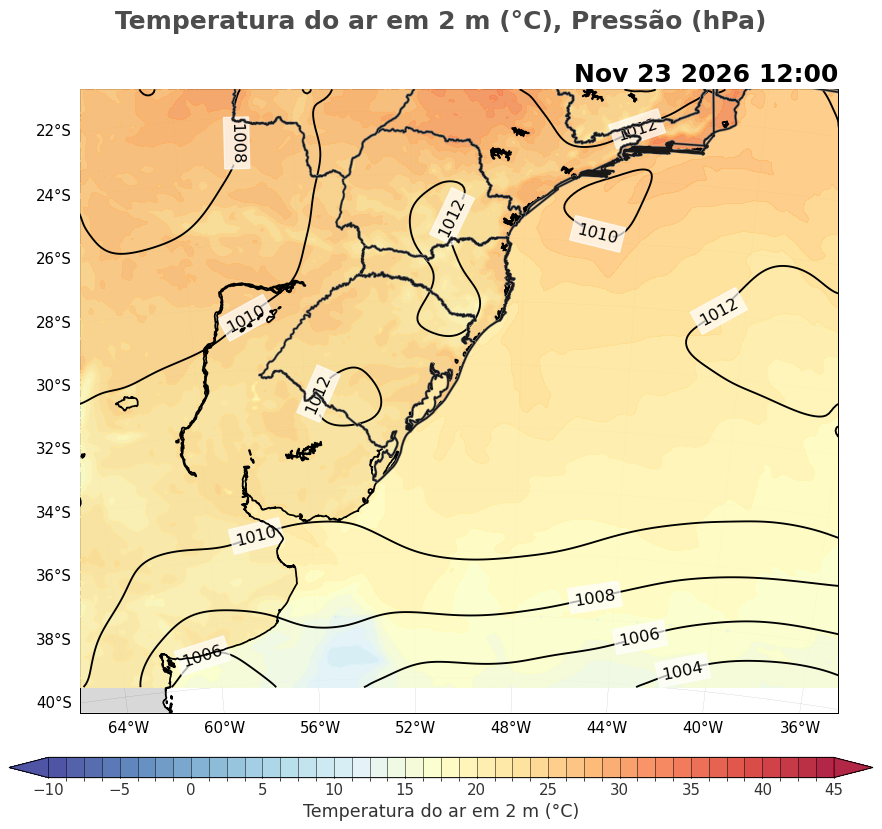 Temperatura do ar em 2 m (°C), Pressão (hPa)
Nov 23 2026 12:00
22°S
24°S
26°S
28°S
30°S
32°S
34°S
36°S
38°S
40°S
1008
1012
1012
1010
1010
1012
1012
1010
1008
1006
1006
1004
64°W
60°W
56°W
52°W
48°W
44°W
40°W
36°W
−10
−5
0
5
10
15
20
25
30
35
40
45
Temperatura do ar em 2 m (°C)